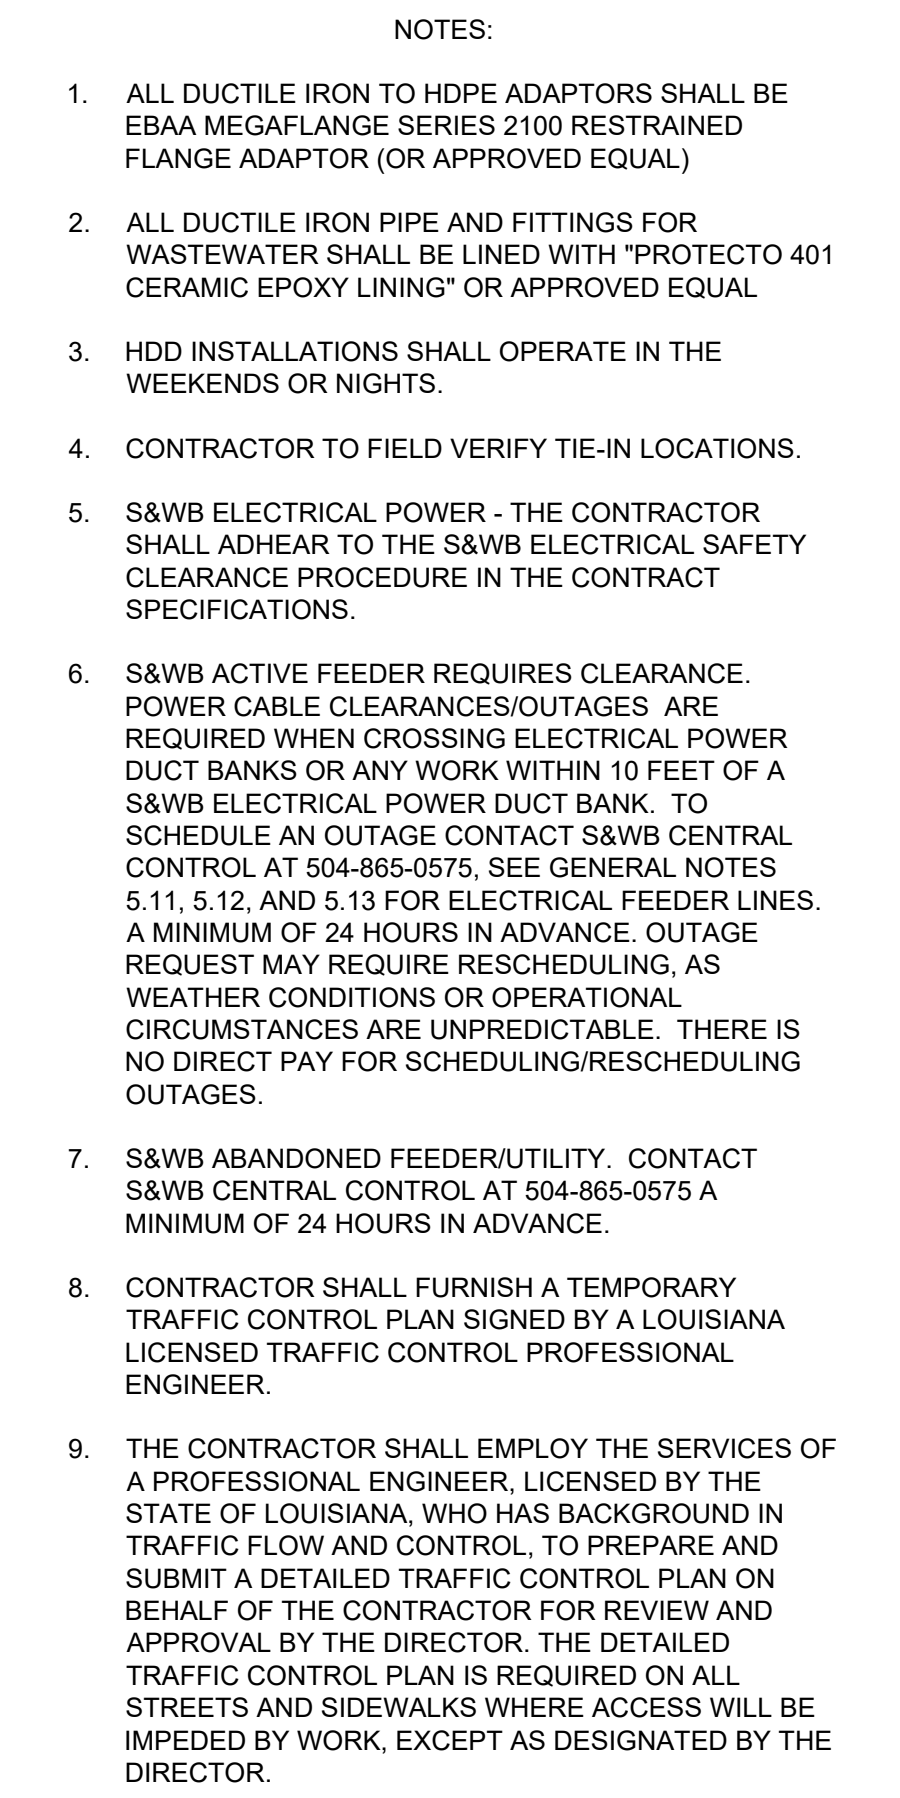 NOTES:
1. ALL DUCTILE IRON TO HDPE ADAPTORS SHALL BE
EBAA MEGAFLANGE SERIES 2100 RESTRAINED
FLANGE ADAPTOR (OR APPROVED EQUAL)
2. ALL DUCTILE IRON PIPE AND FITTINGS FOR
WASTEWATER SHALL BE LINED WITH "PROTECTO 401
CERAMIC EPOXY LINING" OR APPROVED EQUAL
3. HDD INSTALLATIONS SHALL OPERATE IN THE
WEEKENDS OR NIGHTS.
4. CONTRACTOR TO FIELD VERIFY TIE-IN LOCATIONS.
5. S&WB ELECTRICAL POWER - THE CONTRACTOR
SHALL ADHEAR TO THE S&WB ELECTRICAL SAFETY
CLEARANCE PROCEDURE IN THE CONTRACT
SPECIFICATIONS.
6. S&WB ACTIVE FEEDER REQUIRES CLEARANCE.
POWER CABLE CLEARANCES/OUTAGES  ARE
REQUIRED WHEN CROSSING ELECTRICAL POWER
DUCT BANKS OR ANY WORK WITHIN 10 FEET OF A
S&WB ELECTRICAL POWER DUCT BANK.  TO
SCHEDULE AN OUTAGE CONTACT S&WB CENTRAL
CONTROL AT 504-865-0575, SEE GENERAL NOTES
5.11, 5.12, AND 5.13 FOR ELECTRICAL FEEDER LINES.
A MINIMUM OF 24 HOURS IN ADVANCE. OUTAGE
REQUEST MAY REQUIRE RESCHEDULING, AS
WEATHER CONDITIONS OR OPERATIONAL
CIRCUMSTANCES ARE UNPREDICTABLE.  THERE IS
NO DIRECT PAY FOR SCHEDULING/RESCHEDULING
OUTAGES.
7. S&WB ABANDONED FEEDER/UTILITY.  CONTACT
S&WB CENTRAL CONTROL AT 504-865-0575 A
MINIMUM OF 24 HOURS IN ADVANCE.
8. CONTRACTOR SHALL FURNISH A TEMPORARY
TRAFFIC CONTROL PLAN SIGNED BY A LOUISIANA
LICENSED TRAFFIC CONTROL PROFESSIONAL
ENGINEER.
9. THE CONTRACTOR SHALL EMPLOY THE SERVICES OF
A PROFESSIONAL ENGINEER, LICENSED BY THE
STATE OF LOUISIANA, WHO HAS BACKGROUND IN
TRAFFIC FLOW AND CONTROL, TO PREPARE AND
SUBMIT A DETAILED TRAFFIC CONTROL PLAN ON
BEHALF OF THE CONTRACTOR FOR REVIEW AND
APPROVAL BY THE DIRECTOR. THE DETAILED
TRAFFIC CONTROL PLAN IS REQUIRED ON ALL
STREETS AND SIDEWALKS WHERE ACCESS WILL BE
IMPEDED BY WORK, EXCEPT AS DESIGNATED BY THE
DIRECTOR.